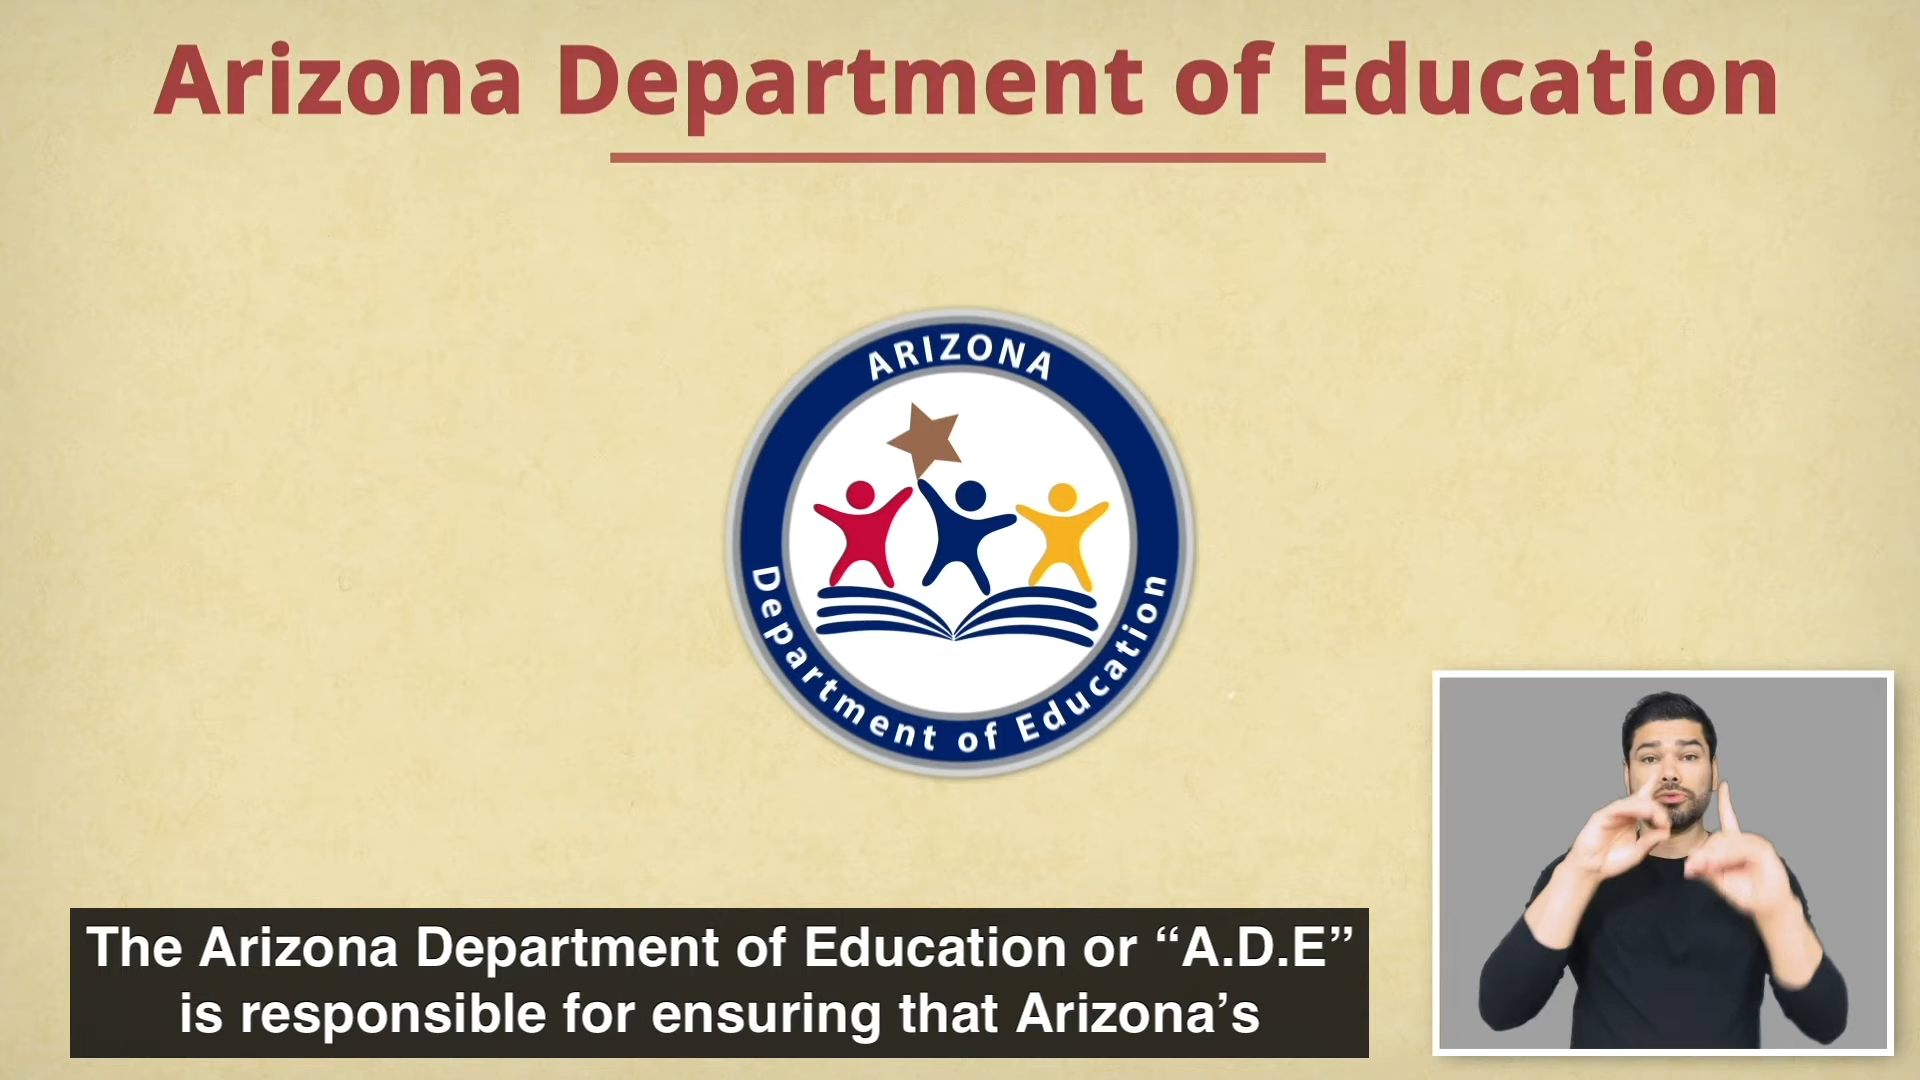 Arizona Department of Education
ARIZONA
Department of Education
The Arizona Department of Education or “A.D.E”
is responsible for ensuring that Arizona’s